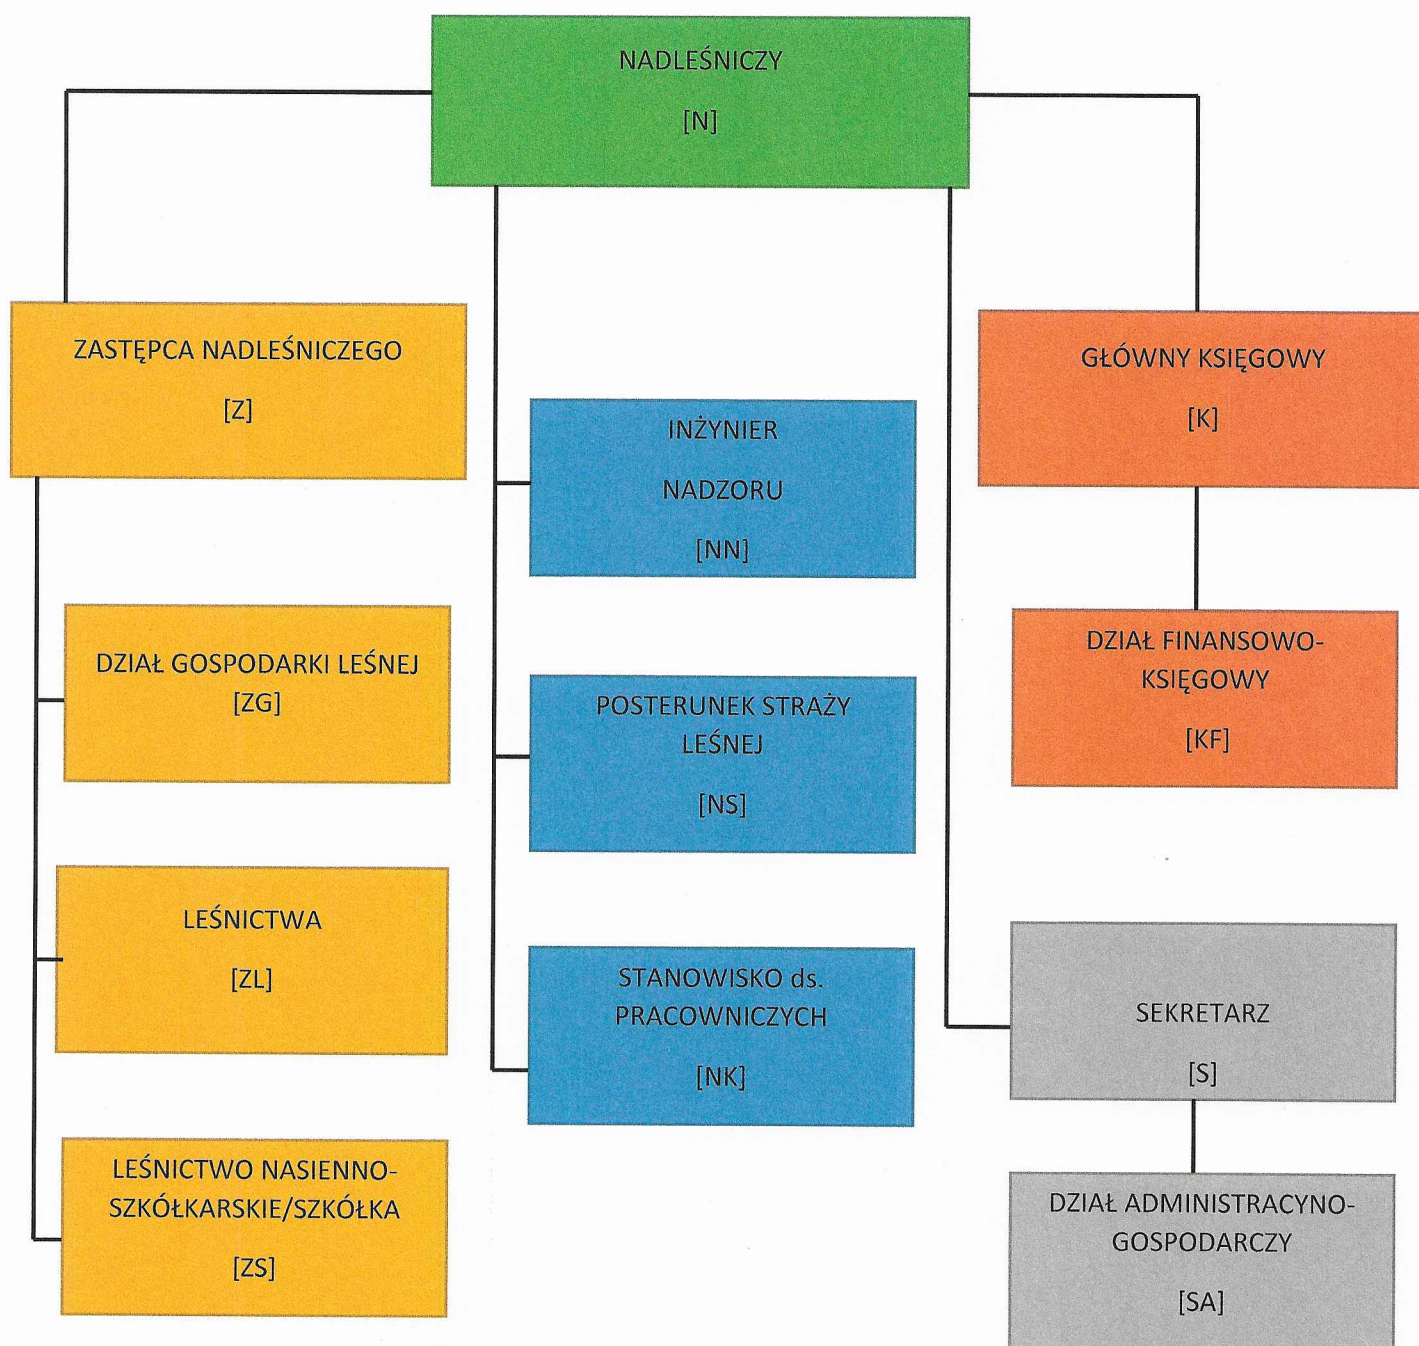 NADLEŚNICZY
[N]
ZASTĘPCA NADLEŚNICZEGO
[Z]
DZIAŁ GOSPODARKI LEŚNEJ
[ZG]
LEŚNICTWA
[ZL]
LEŚNICTWO NASIENNO-
SZKÓŁKARSKIE/SZKÓŁKA
[ZS]
INŻYNIER
NADZORU
[NN]
POSTERUNEK STRAŻY
LEŚNEJ
[NS]
STANOWISKO ds.
PRACOWNICZYCH
[NK]
GŁÓWNY KSIĘGOWY
[K]
DZIAŁ FINANSOWO-
KSIĘGOWY
[KF]
SEKRETARZ
[S]
DZIAŁ ADMINISTRACYNO-
GOSPODARCZY
[SA]